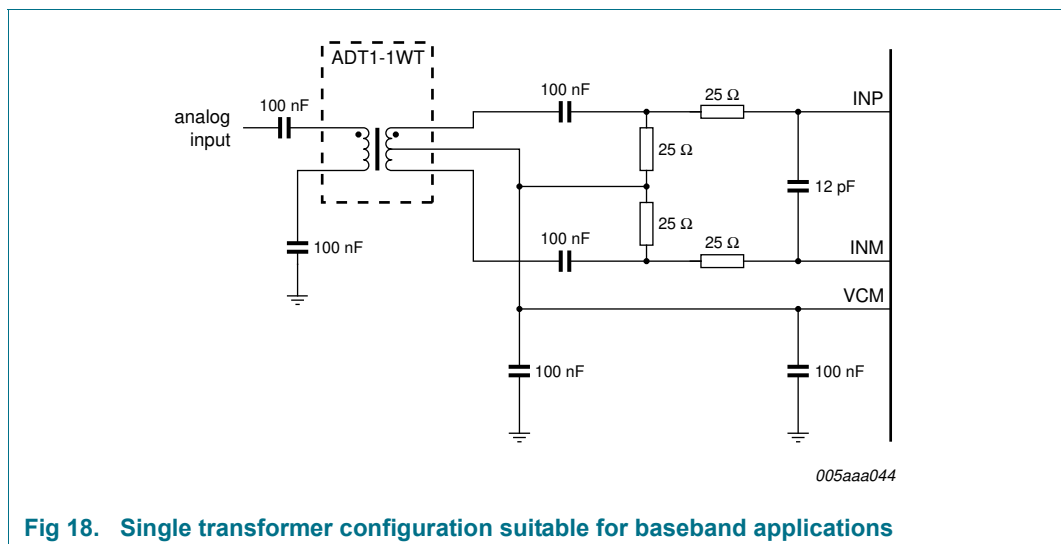 ADT1-1WT
100 nF
analog
input
100 nF
100 nF
25 Ω
INP
25 Ω
12 pF
25 Ω
100 nF
25 Ω
INM
VCM
100 nF
100 nF
005aaa044
Fig 18. Single transformer configuration suitable for baseband applications